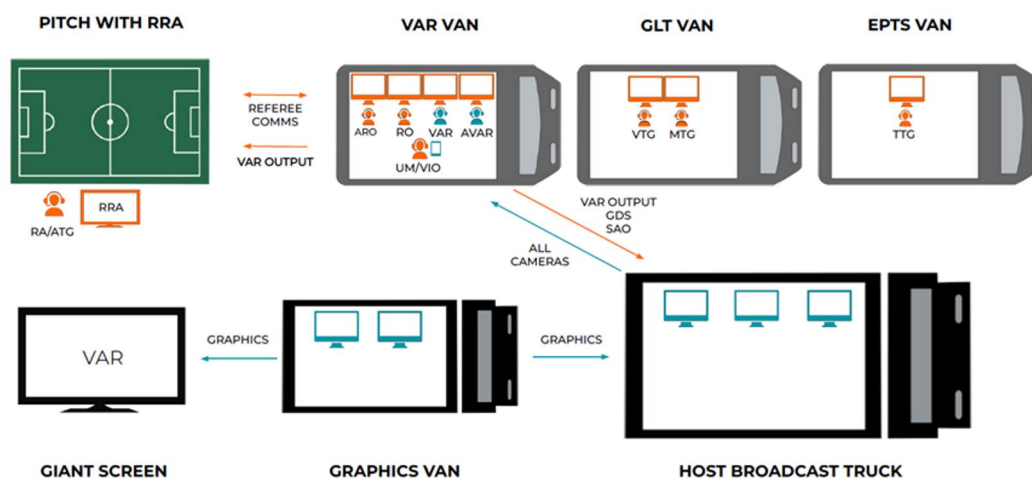 PITCH WITH RRA
VAR VAN
GLT VAN
EPTS VAN
REFEREE
COMMS
VAR OUTPUT
ARO
RO
VAR
AVAR
UM/VIO
VTG
MTG
TTG
RA/ATG
RRA
VAR OUTPUT
GDS
SAO
ALL
CAMERAS
VAR
GRAPHICS
GRAPHICS
GIANT SCREEN
GRAPHICS VAN
HOST BROADCAST TRUCK